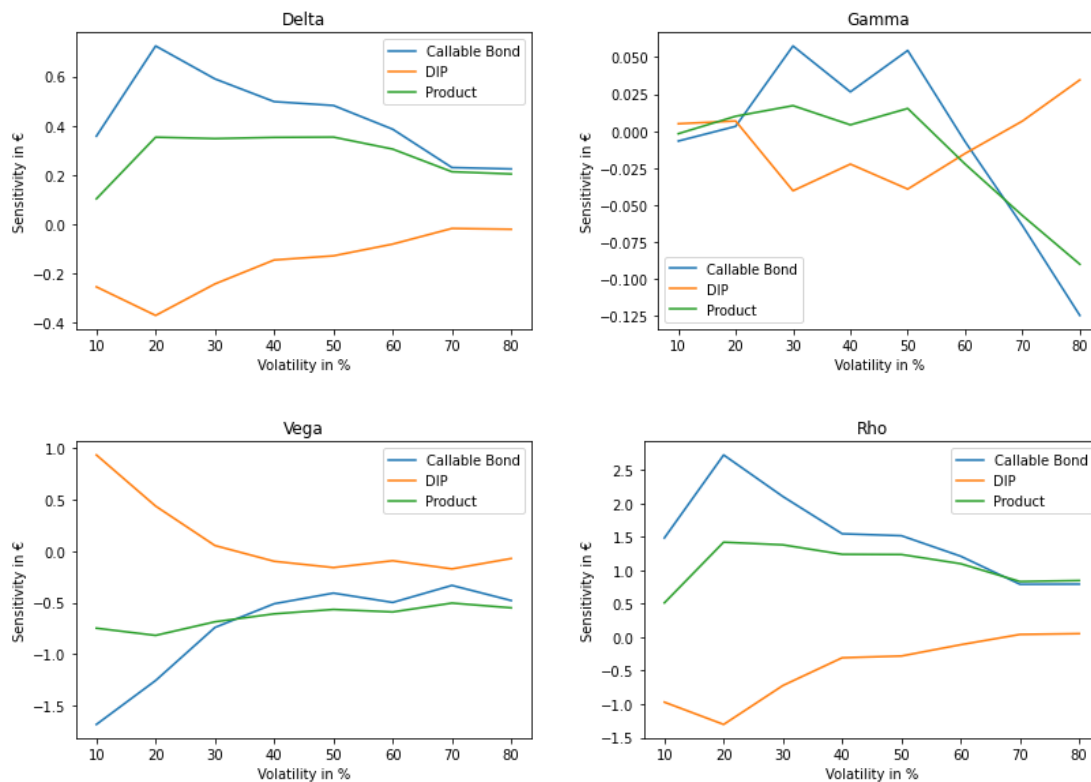 Delta
Sensitivity in €
0.6
0.4
0.2
0.0
−0.2
−0.4
10 20 30 40 50 60 70 80
Volatility in %
Callable Bond
DIP
Product
Gamma
Sensitivity in €
0.050
0.025
0.000
−0.025
−0.050
−0.075
−0.100
−0.125
10 20 30 40 50 60 70 80
Volatility in %
Callable Bond
DIP
Product
Vega
Sensitivity in €
1.0
0.5
0.0
−0.5
−1.0
−1.5
10 20 30 40 50 60 70 80
Volatility in %
Callable Bond
DIP
Product
Rho
Sensitivity in €
2.5
2.0
1.5
1.0
0.5
0.0
−0.5
−1.0
−1.5
10 20 30 40 50 60 70 80
Volatility in %
Callable Bond
DIP
Product